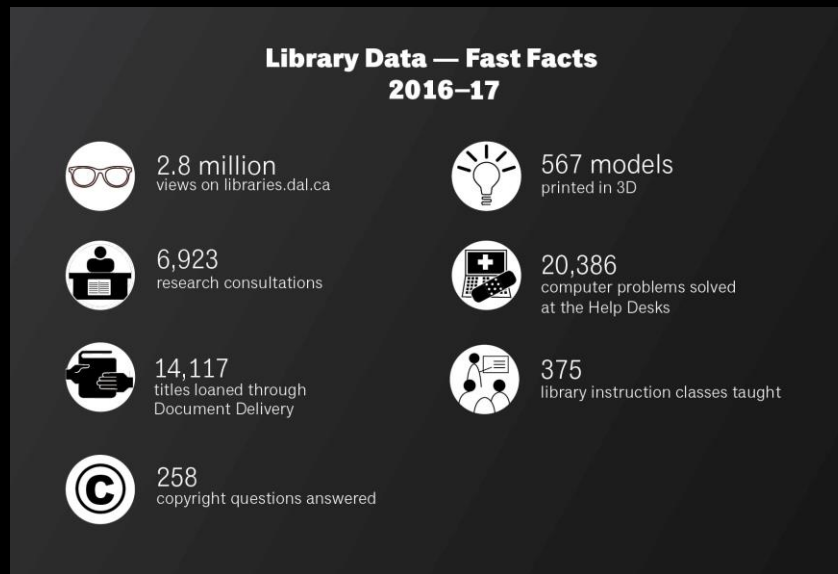 Library Data — Fast Facts
2016–17
2.8 million
views on libraries.dal.ca
6,923
research consultations
14,117
titles loaned through
Document Delivery
258
copyright questions answered
567 models
printed in 3D
20,386
computer problems solved
at the Help Desks
375
library instruction classes taught